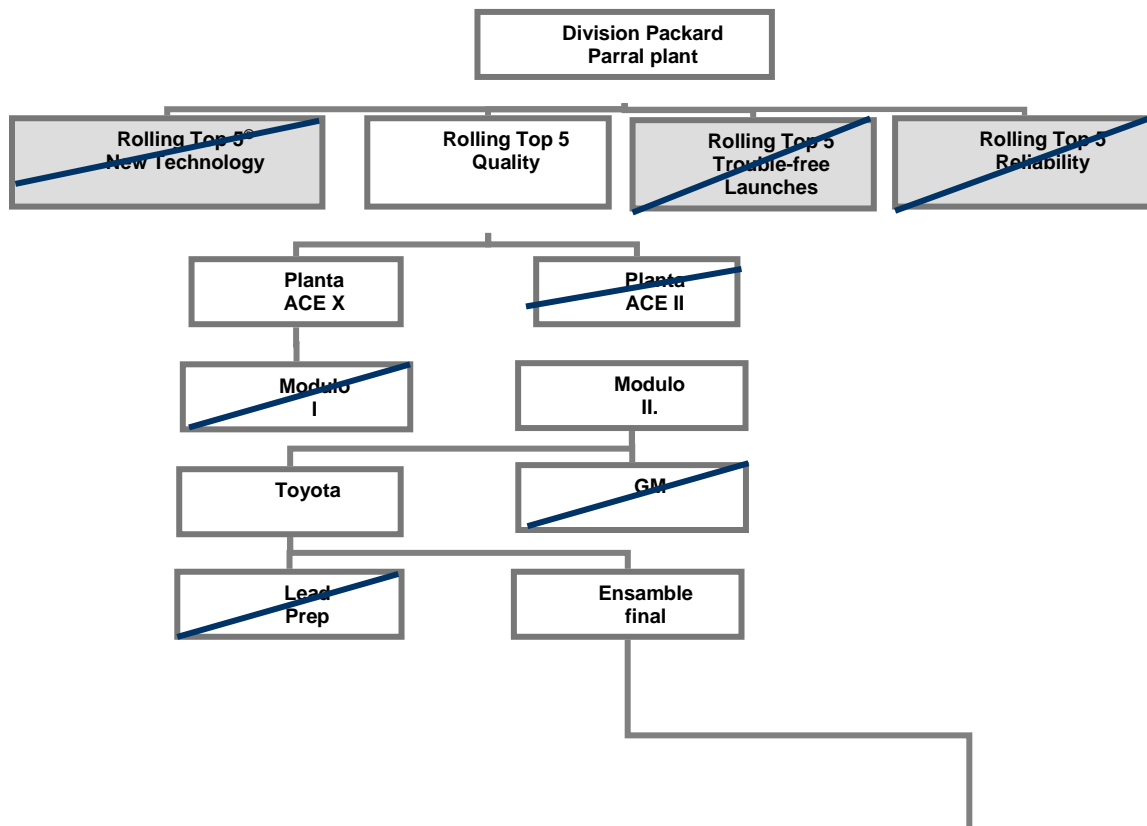 Division Packard
Parral plant
Rolling Top 5©
New Technology
Rolling Top 5
Quality
Rolling Top 5
Trouble-free
Launches
Rolling Top 5
Reliability
Planta
ACE X
Planta
ACE II
Modulo
I
Modulo
II.
Toyota
GM
Lead
Prep
Ensamble
final